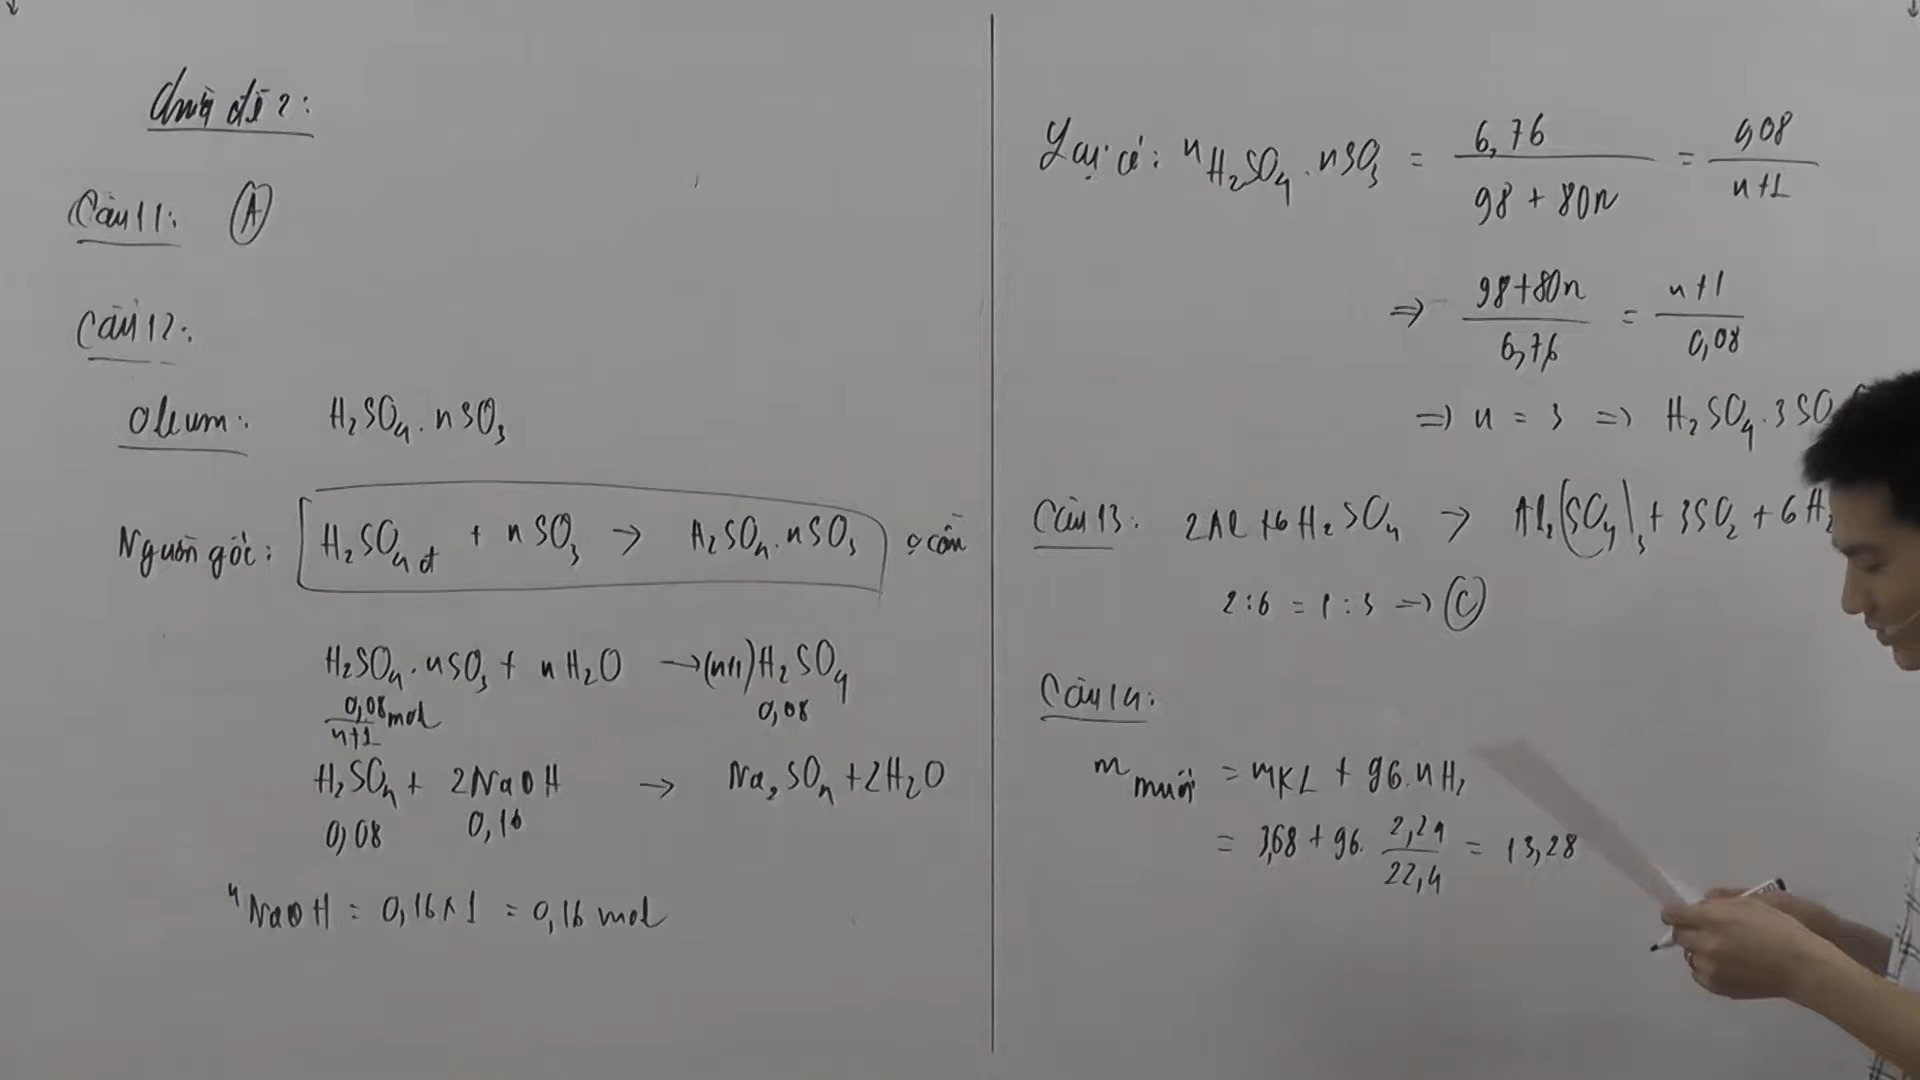 Chữa đề 2:
Câu 11: A
Câu 12:
Oleum: H₂SO₄.nSO₃
Nguồn gốc: H₂SO₄đ + nSO₃ → H₂SO₄.nSO₃
H₂SO₄.nSO₃ + nH₂O → (n+1)H₂SO₄
0,08/n+1 mol 0,08
H₂SO₄ + 2NaOH → Na₂SO₄ + 2H₂O
0,08 0,16
nNaOH = 0,16×1 = 0,16 mol
Lại có: nH₂SO₄.nSO₃ = 6,76/98+80n = 0,08/n+1
⇒ 98+80n/6,76 = n+1/0,08
⇒ n = 3 ⇒ H₂SO₄.3SO₃
Câu 13: 2Al + 6H₂SO₄ → Al₂(SO₄)₃ + 3SO₂ + 6H₂
2:6 = 1:3 → C
Câu 14:
m muối = mKL + 96.nH₂
= 3,68 + 96. 2,24/22,4 = 13,28